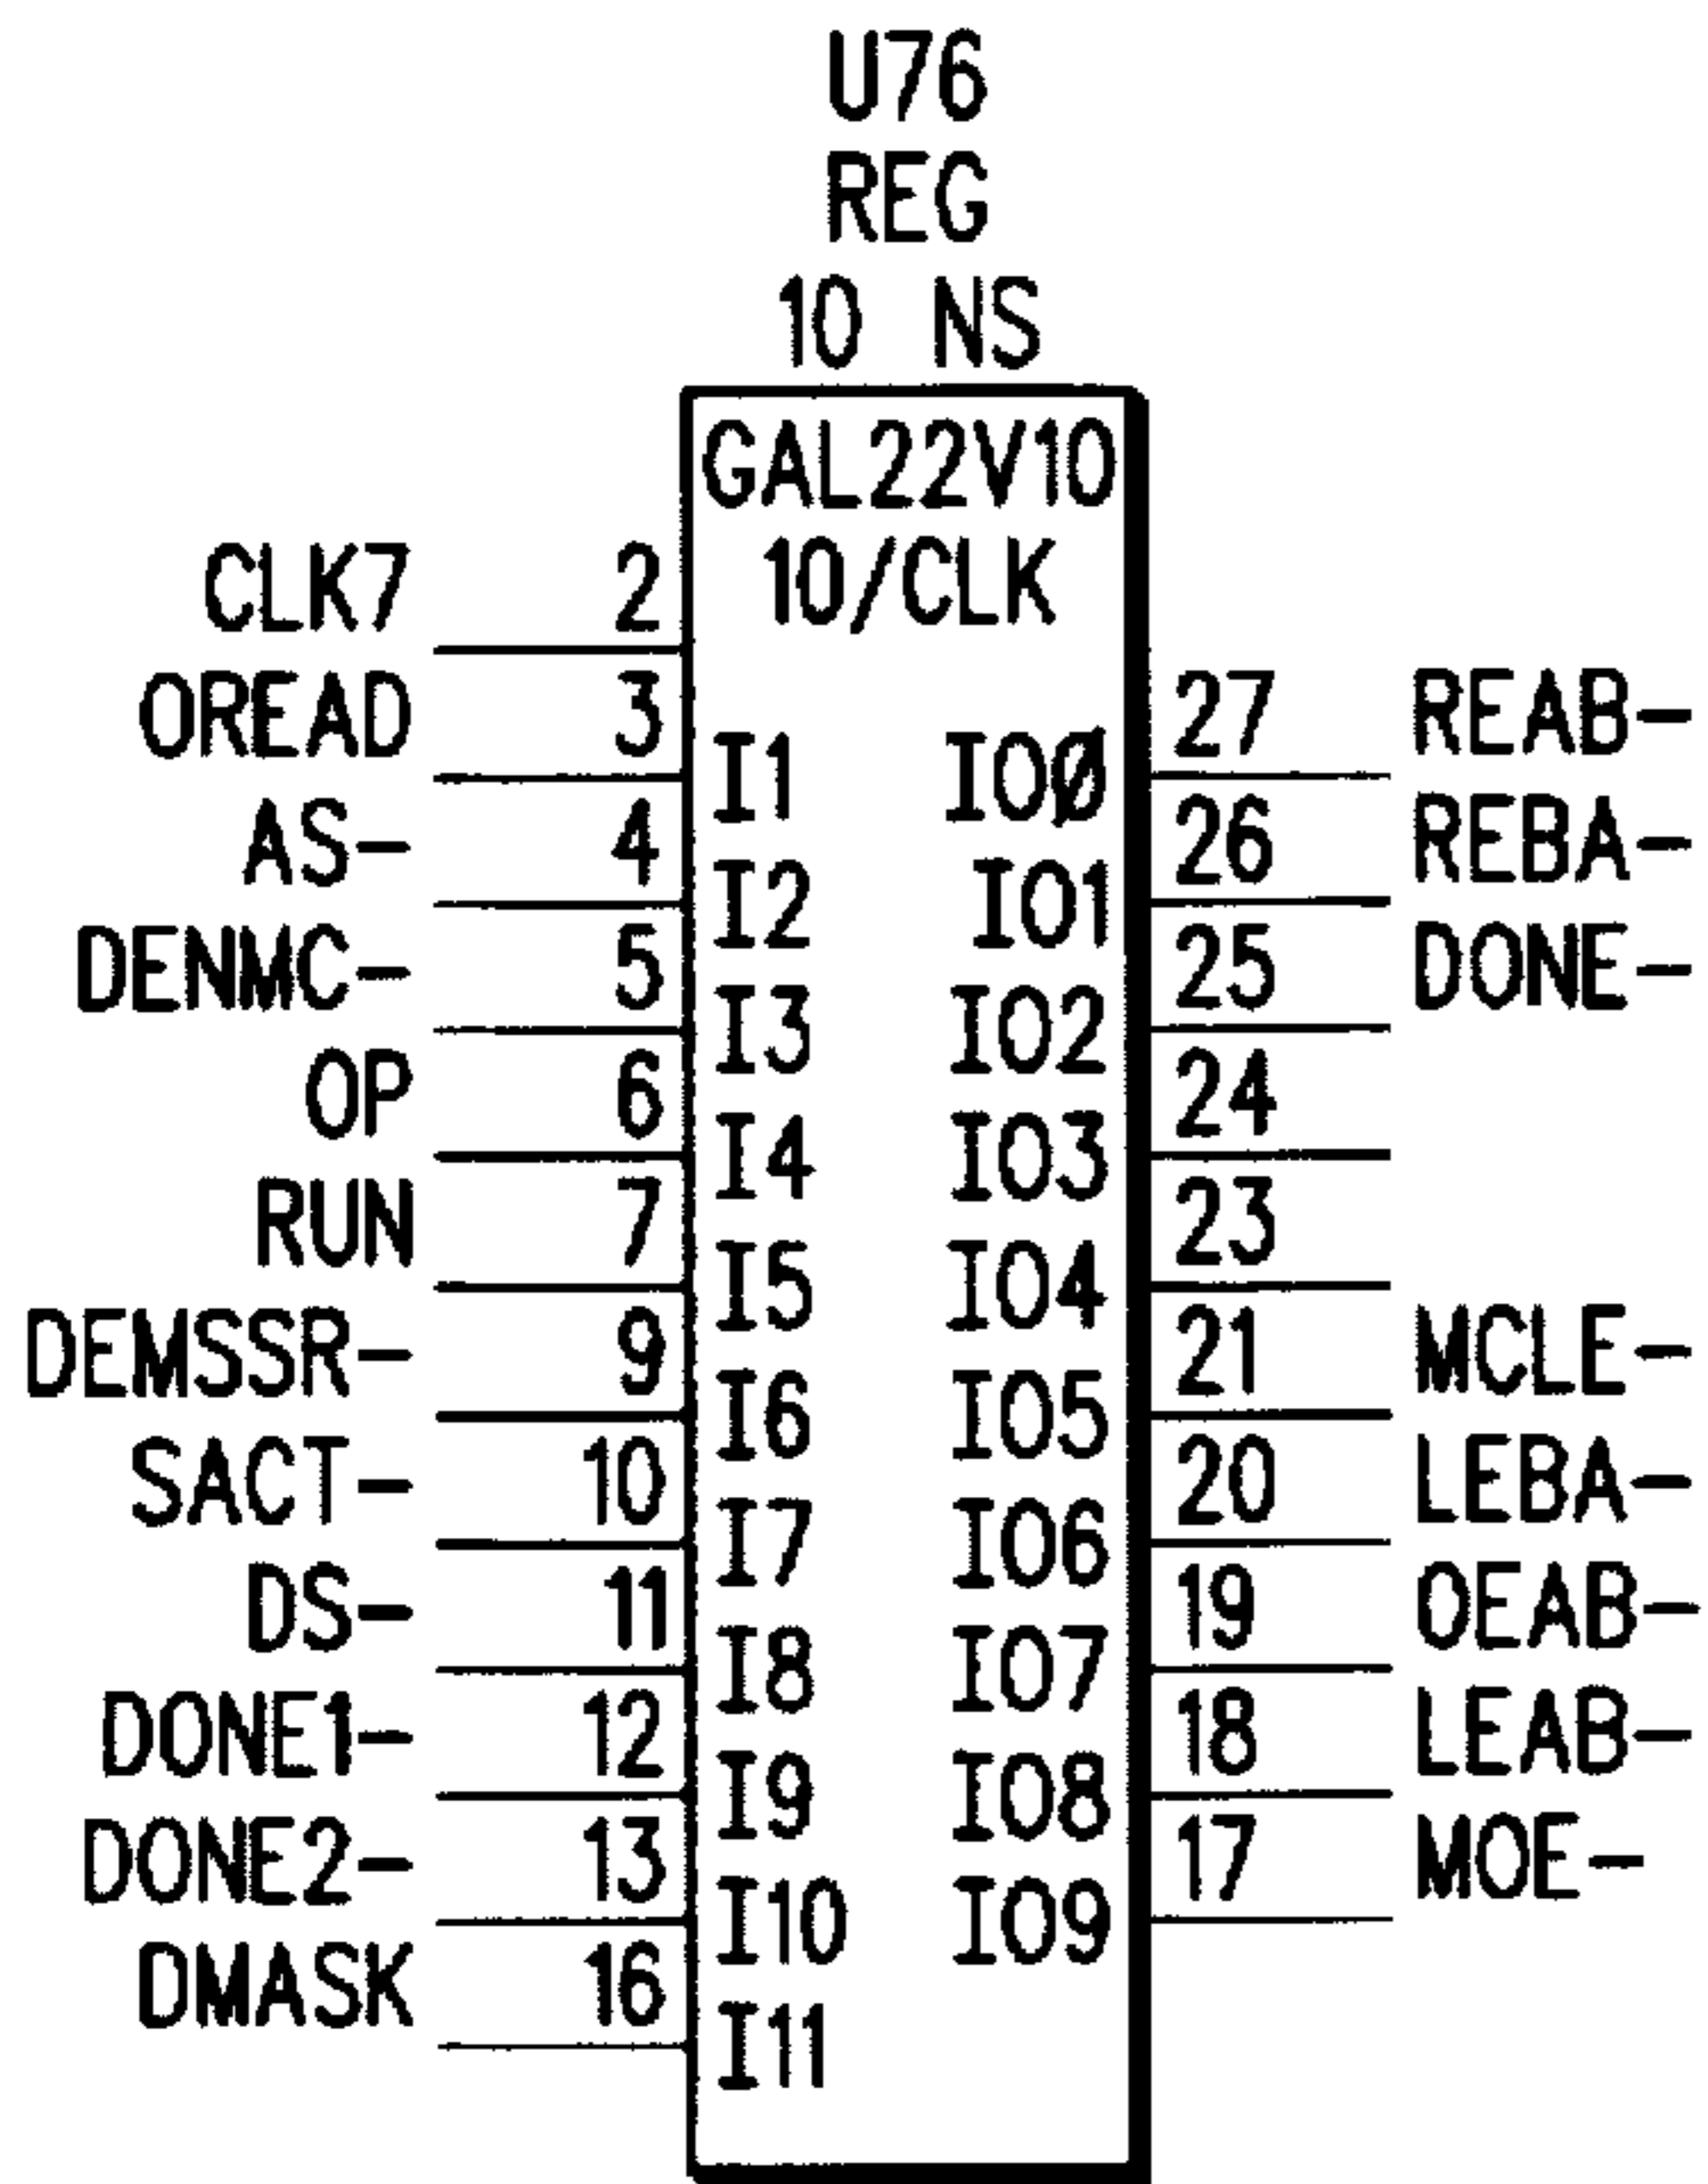 U76
REG
10 NS
GAL22V10
CLK7 2 10/CLK
OREAD 3 I1 IO0 27 REAB-
AS- 4 I2 IO1 26 REBA-
DENMC- 5 I3 IO2 25 DONE-
OP 6 I4 IO3 24
RUN 7 I5 IO4 23
DEMSSR- 9 I6 IO5 21 MCLE-
SACT- 10 I7 IO6 20 LEBA-
DS- 11 I8 IO7 19 OEAB-
DONE1- 12 I9 IO8 18 LEAB-
DONE2- 13 I10 IO9 17 MOE-
DMASK 16 I11